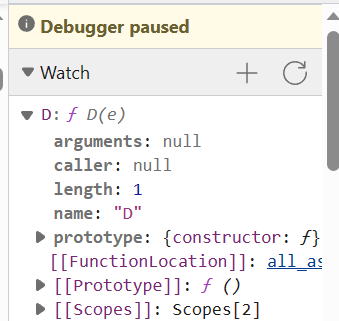 Debugger paused
Watch
D: ƒ D(e)
arguments: null
caller: null
length: 1
name: "D"
prototype: {constructor: ƒ}
[[FunctionLocation]]: all_as
[[Prototype]]: ƒ ()
[[Scopes]]: Scopes[2]